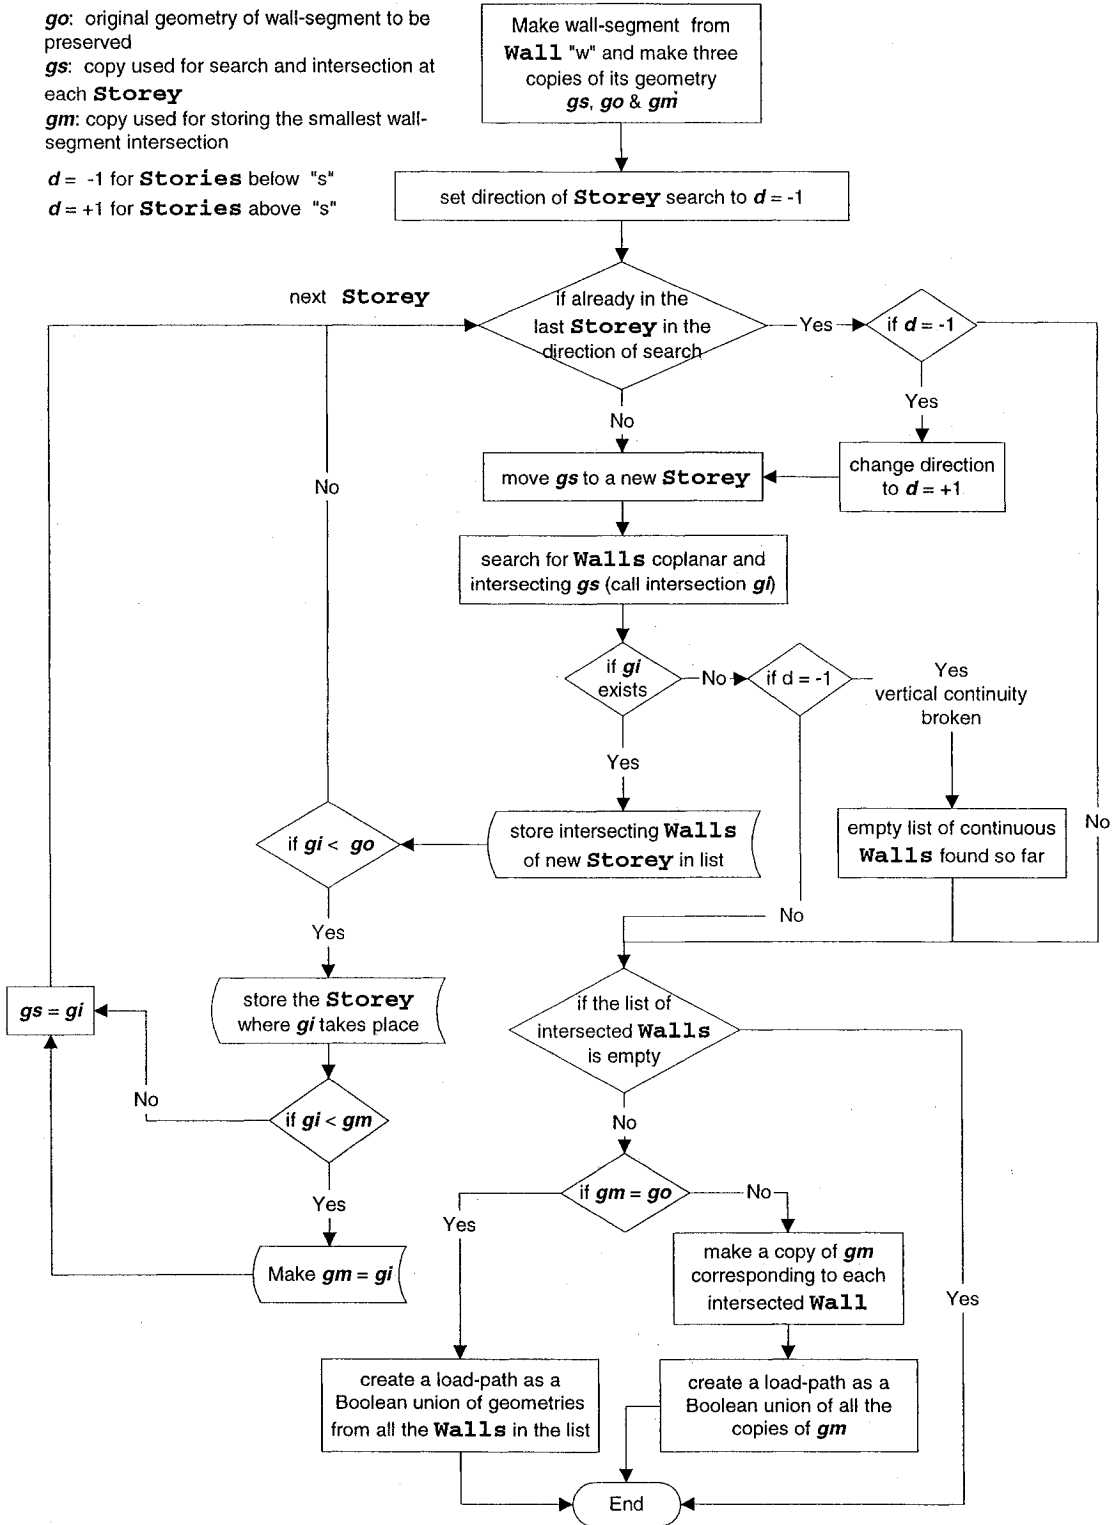 go: original geometry of wall-segment to be
preserved
gs: copy used for search and intersection at
each Storey
gm: copy used for storing the smallest wall-
segment intersection
d = -1 for Stories below "s"
d = +1 for Stories above "s"
Make wall-segment from
Wall "w" and make three
copies of its geometry
gs, go & gm
set direction of Storey search to d = -1
next Storey
if already in the
last Storey in the
direction of search
Yes
if d = -1
No
Yes
move gs to a new Storey
change direction
to d = +1
No
search for Walls coplanar and
intersecting gs (call intersection gi)
if gi
exists
No
if d = -1
Yes
vertical continuity
broken
Yes
if gi < go
store intersecting Walls
of new Storey in list
empty list of continuous
Walls found so far
No
No
Yes
gs = gi
store the Storey
where gi takes place
if the list of
intersected Walls
is empty
No
if gi < gm
No
Yes
if gm = go
No
Yes
Make gm = gi
make a copy of gm
corresponding to each
intersected Wall
Yes
create a load-path as a
Boolean union of geometries
from all the Walls in the list
create a load-path as a
Boolean union of all the
copies of gm
End